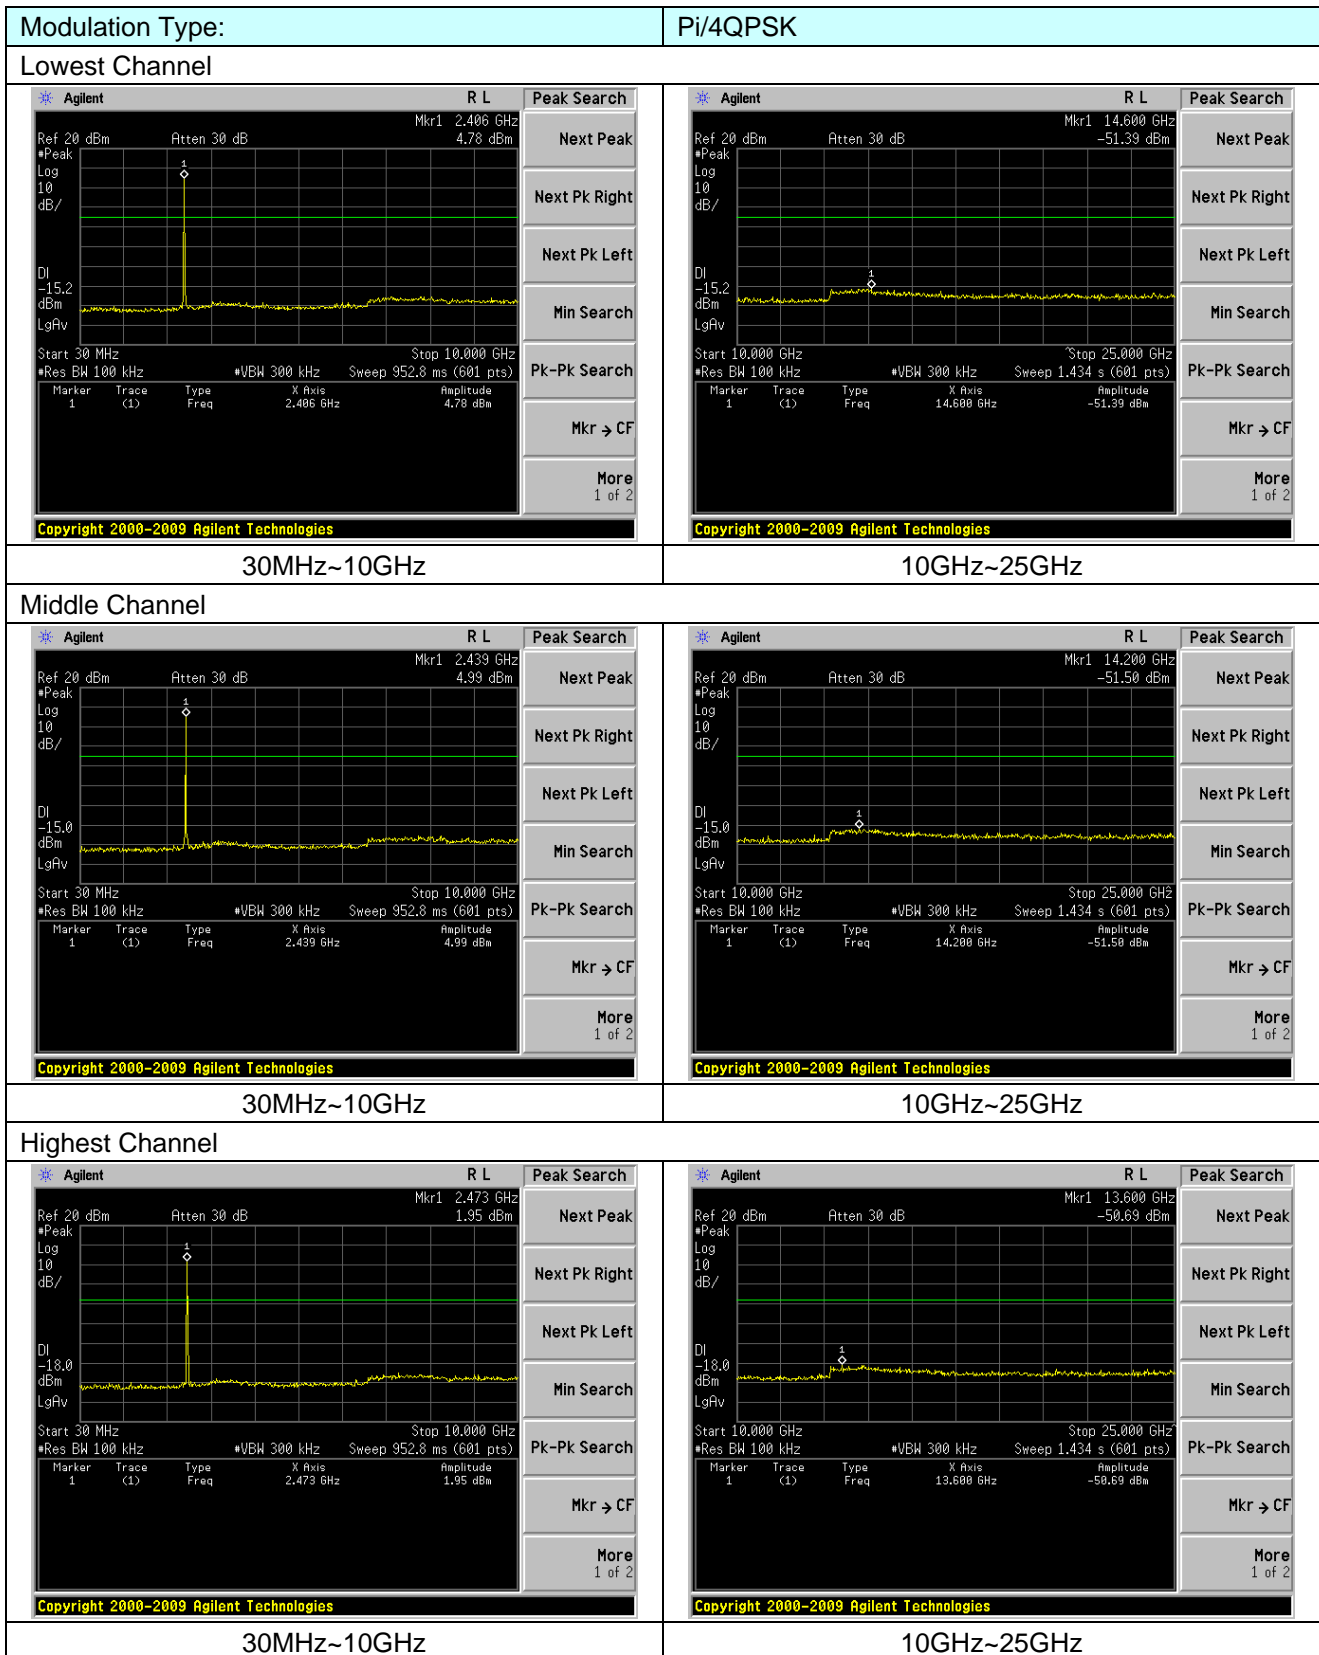 Modulation Type: Pi/4QPSK
Lowest Channel
Agilent R L Peak Search
Mkr1 2.406 GHz
Ref 20 dBm Atten 30 dB 4.78 dBm
#Peak
Log
10
dB/
1
DI
-15.2
dBm
LgAv
Start 30 MHz Stop 10.000 GHz
#Res BW 100 kHz #VBW 300 kHz Sweep 952.8 ms (601 pts)
Marker Trace Type X Axis Amplitude
1 (1) Freq 2.406 GHz 4.78 dBm
Next Peak
Next Pk Right
Next Pk Left
Min Search
Pk-Pk Search
Mkr → CF
More
1 of 2
Copyright 2000-2009 Agilent Technologies
Agilent R L Peak Search
Mkr1 14.600 GHz
Ref 20 dBm Atten 30 dB -51.39 dBm
#Peak
Log
10
dB/
1
DI
-15.2
dBm
LgAv
Start 10.000 GHz Stop 25.000 GHz
#Res BW 100 kHz #VBW 300 kHz Sweep 1.434 s (601 pts)
Marker Trace Type X Axis Amplitude
1 (1) Freq 14.600 GHz -51.39 dBm
Next Peak
Next Pk Right
Next Pk Left
Min Search
Pk-Pk Search
Mkr → CF
More
1 of 2
Copyright 2000-2009 Agilent Technologies
30MHz~10GHz 10GHz~25GHz
Middle Channel
Agilent R L Peak Search
Mkr1 2.439 GHz
Ref 20 dBm Atten 30 dB 4.99 dBm
#Peak
Log
10
dB/
1
DI
-15.0
dBm
LgAv
Start 30 MHz Stop 10.000 GHz
#Res BW 100 kHz #VBW 300 kHz Sweep 952.8 ms (601 pts)
Marker Trace Type X Axis Amplitude
1 (1) Freq 2.439 GHz 4.99 dBm
Next Peak
Next Pk Right
Next Pk Left
Min Search
Pk-Pk Search
Mkr → CF
More
1 of 2
Copyright 2000-2009 Agilent Technologies
Agilent R L Peak Search
Mkr1 14.200 GHz
Ref 20 dBm Atten 30 dB -51.50 dBm
#Peak
Log
10
dB/
1
DI
-15.0
dBm
LgAv
Start 10.000 GHz Stop 25.000 GHz
#Res BW 100 kHz #VBW 300 kHz Sweep 1.434 s (601 pts)
Marker Trace Type X Axis Amplitude
1 (1) Freq 14.200 GHz -51.50 dBm
Next Peak
Next Pk Right
Next Pk Left
Min Search
Pk-Pk Search
Mkr → CF
More
1 of 2
Copyright 2000-2009 Agilent Technologies
30MHz~10GHz 10GHz~25GHz
Highest Channel
Agilent R L Peak Search
Mkr1 2.473 GHz
Ref 20 dBm Atten 30 dB 1.95 dBm
#Peak
Log
10
dB/
1
DI
-18.0
dBm
LgAv
Start 30 MHz Stop 10.000 GHz
#Res BW 100 kHz #VBW 300 kHz Sweep 952.8 ms (601 pts)
Marker Trace Type X Axis Amplitude
1 (1) Freq 2.473 GHz 1.95 dBm
Next Peak
Next Pk Right
Next Pk Left
Min Search
Pk-Pk Search
Mkr → CF
More
1 of 2
Copyright 2000-2009 Agilent Technologies
Agilent R L Peak Search
Mkr1 13.600 GHz
Ref 20 dBm Atten 30 dB -50.69 dBm
#Peak
Log
10
dB/
1
DI
-18.0
dBm
LgAv
Start 10.000 GHz Stop 25.000 GHz
#Res BW 100 kHz #VBW 300 kHz Sweep 1.434 s (601 pts)
Marker Trace Type X Axis Amplitude
1 (1) Freq 13.600 GHz -50.69 dBm
Next Peak
Next Pk Right
Next Pk Left
Min Search
Pk-Pk Search
Mkr → CF
More
1 of 2
Copyright 2000-2009 Agilent Technologies
30MHz~10GHz 10GHz~25GHz